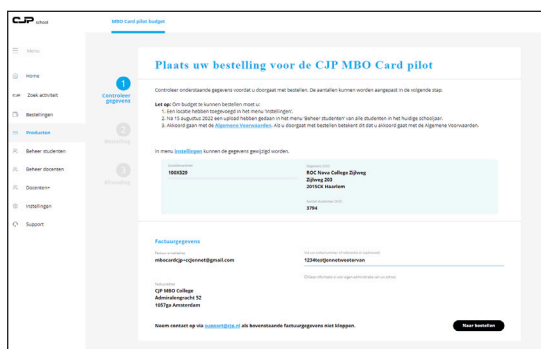 CJP school
MBO Card pilot budget
Menu
Home
Zoek activiteit
Bestellingen
Producten
Beheer studenten
Beheer docenten
Docenten+
Instellingen
Support
1
Controleer
gegevens
2
Bestelling
3
Afronding
Plaats uw bestelling voor de CJP MBO Card pilot
Controleer onderstaande gegevens voordat u doorgaat met bestellen. De aantallen kunnen worden aangepast in de volgende stap.
Let op: Om budget te kunnen bestellen moet u:
1. Een locatie hebben toegevoegd in het menu 'Instellingen'.
2. Na 15 augustus 2022 een upload hebben gedaan in het menu 'Beheer studenten' van alle studenten in het huidige schooljaar.
3. Akkoord gaan met de Algemene Voorwaarden. Als u doorgaat met bestellen betekent dit dat u akkoord gaat met de Algemene Voorwaarden.
In menu Instellingen kunnen de gegevens gewijzigd worden.
ROC Nova College Zijlweg
Zijlweg 203
2015CK Haarlem
3794
Factuurgegevens
mbocardcjp+cjennet@gmail.com
CJP MBO College
Admiralengracht 52
1057ga Amsterdam
Neem contact op via support@cjp.nl als bovenstaande factuurgegevens niet kloppen.
Naar bestellen